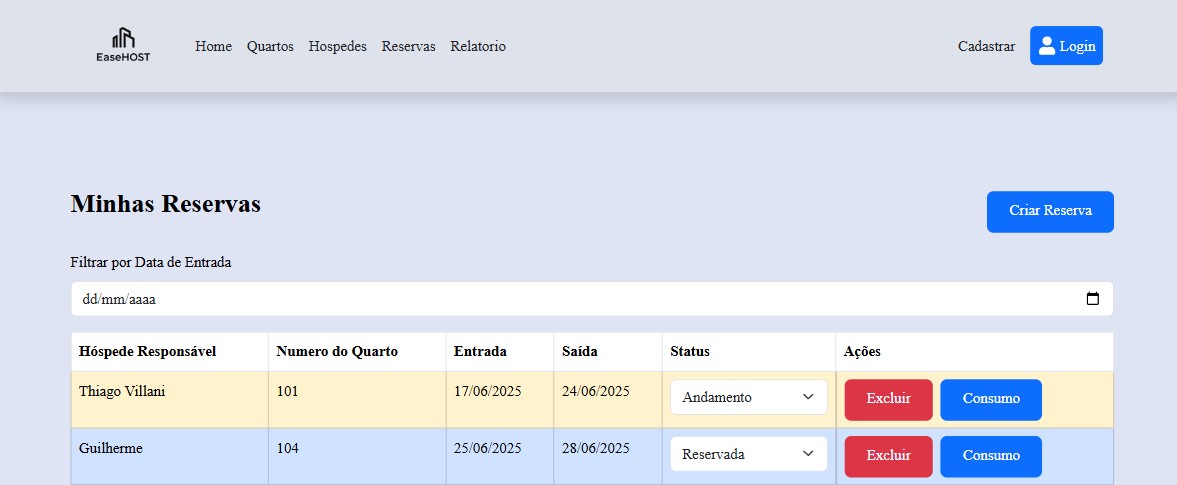 EaseHOST Home Quartos Hospedes Reservas Relatorio Cadastrar Login
Minhas Reservas
Criar Reserva
Filtrar por Data de Entrada
dd/mm/aaaa
Hóspede Responsável Numero do Quarto Entrada Saída Status Ações
Thiago Villani 101 17/06/2025 24/06/2025 Andamento Excluir Consumo
Guilherme 104 25/06/2025 28/06/2025 Reservada Excluir Consumo